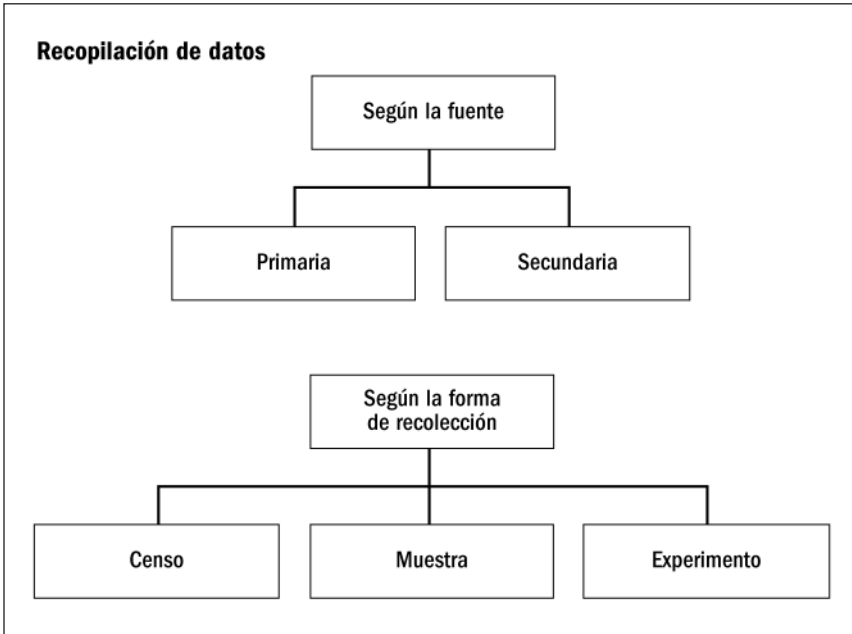 Recopilación de datos
Según la fuente
Primaria
Secundaria
Según la forma
de recolección
Censo
Muestra
Experimento